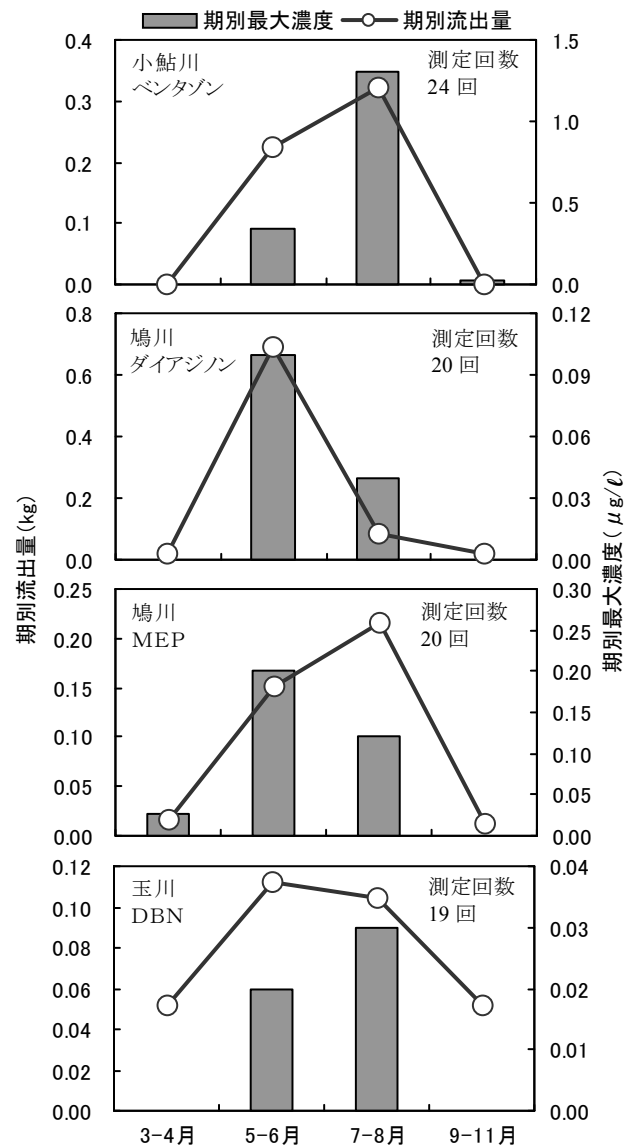 期別最大濃度 期別流出量
小鮎川
ベンタゾン
測定回数
24 回
0.4
0.3
0.2
0.1
0.0
1.5
1.0
0.5
0.0
鳩川
ダイアジノン
測定回数
20 回
0.8
0.6
0.4
0.2
0.0
0.12
0.09
0.06
0.03
0.00
期別流出量(kg)
期別最大濃度(μg/ℓ)
鳩川
MEP
測定回数
20 回
0.25
0.20
0.15
0.10
0.05
0.00
0.30
0.25
0.20
0.15
0.10
0.05
0.00
玉川
DBN
測定回数
19 回
0.12
0.10
0.08
0.06
0.04
0.02
0.00
0.04
0.03
0.02
0.01
0.00
3-4月 5-6月 7-8月 9-11月